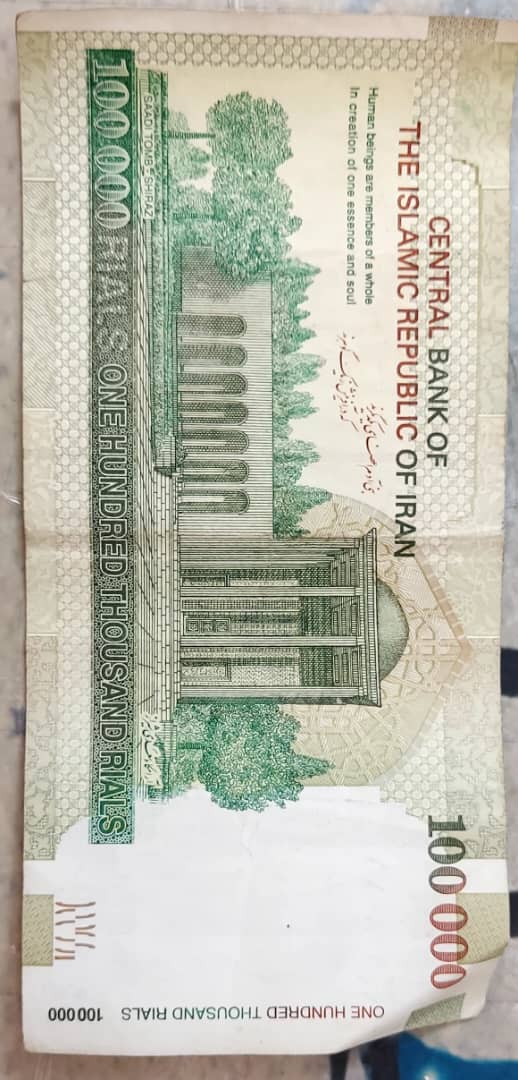 CENTRAL BANK OF
THE ISLAMIC REPUBLIC OF IRAN
100 000
Human beings are members of a whole
In creation of one essence and soul
بنی آدم اعضای یکدیگرند
که در آفرینش ز یک گوهرند
SAADI TOMB - SHIRAZ
آرامگاه سعدی شیراز
100 000 RIALS ONE HUNDRED THOUSAND RIALS
ONE HUNDRED THOUSAND RIALS 100 000